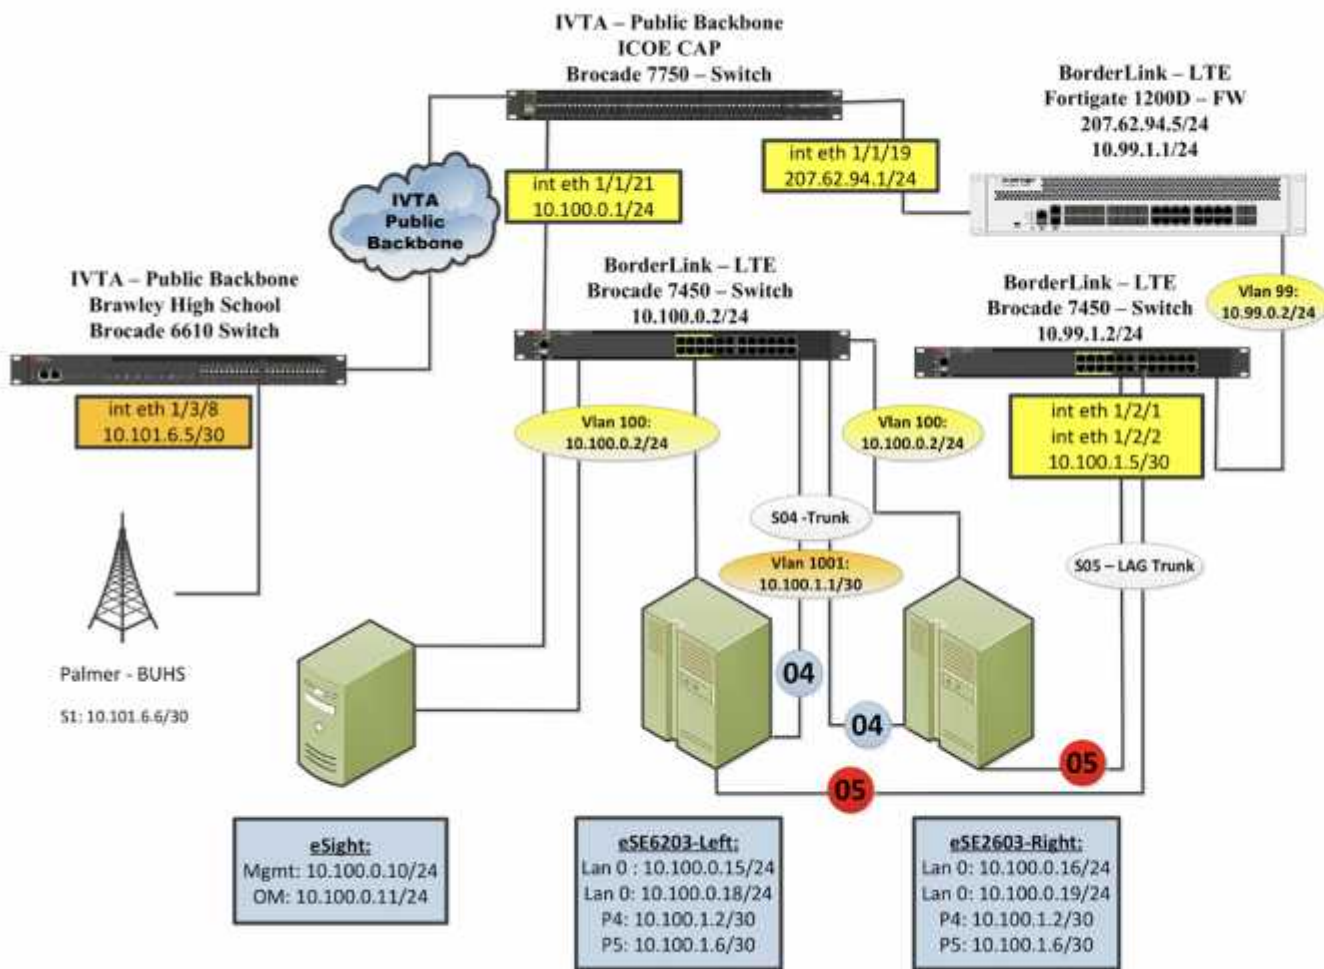 IVTA – Public Backbone
ICOE CAP
Brocade 7750 – Switch
BorderLink – LTE
Fortigate 1200D – FW
207.62.94.5/24
10.99.1.1/24
int eth 1/1/19
207.62.94.1/24
int eth 1/1/21
10.100.0.1/24
IVTA
Public
Backbone
IVTA – Public Backbone
Brawley High School
Brocade 6610 Switch
BorderLink – LTE
Brocade 7450 – Switch
10.100.0.2/24
BorderLink – LTE
Brocade 7450 – Switch
10.99.1.2/24
Vlan 99:
10.99.0.2/24
int eth 1/3/8
10.101.6.5/30
Vlan 100:
10.100.0.2/24
Vlan 100:
10.100.0.2/24
int eth 1/2/1
int eth 1/2/2
10.100.1.5/30
S04 -Trunk
Vlan 1001:
10.100.1.1/30
S05 – LAG Trunk
Palmer - BUHS
S1: 10.101.6.6/30
04
04
05
05
eSight:
Mgmt: 10.100.0.10/24
OM: 10.100.0.11/24
eSE6203-Left:
Lan 0 : 10.100.0.15/24
Lan 0: 10.100.0.18/24
P4: 10.100.1.2/30
P5: 10.100.1.6/30
eSE2603-Right:
Lan 0: 10.100.0.16/24
Lan 0: 10.100.0.19/24
P4: 10.100.1.2/30
P5: 10.100.1.6/30